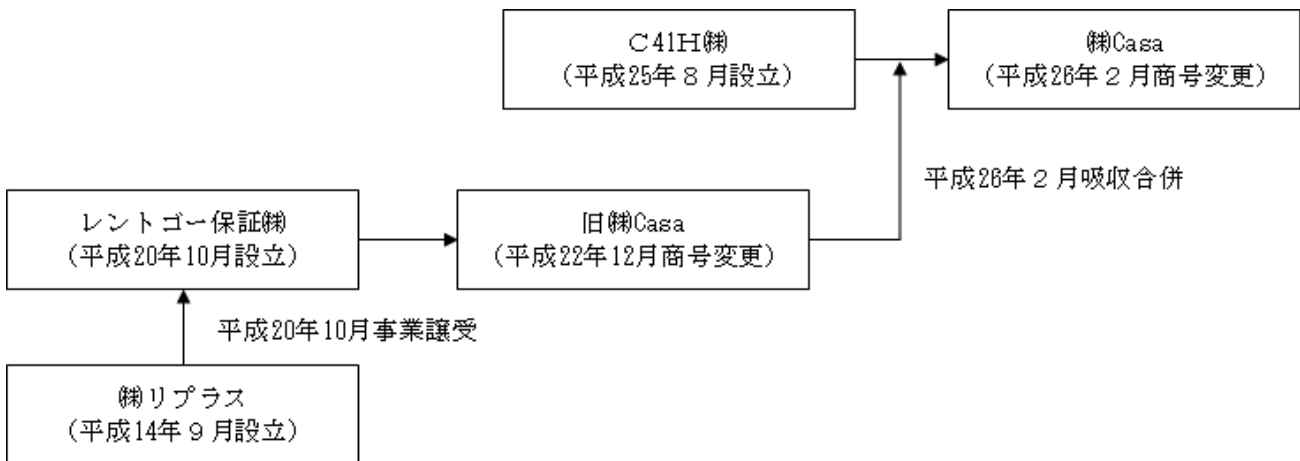 Ｃ41Ｈ㈱
（平成25年８月設立）
㈱Casa
（平成26年２月商号変更）
平成26年２月吸収合併
レントゴー保証㈱
（平成20年10月設立）
旧㈱Casa
（平成22年12月商号変更）
平成20年10月事業譲受
㈱リプラス
（平成14年９月設立）